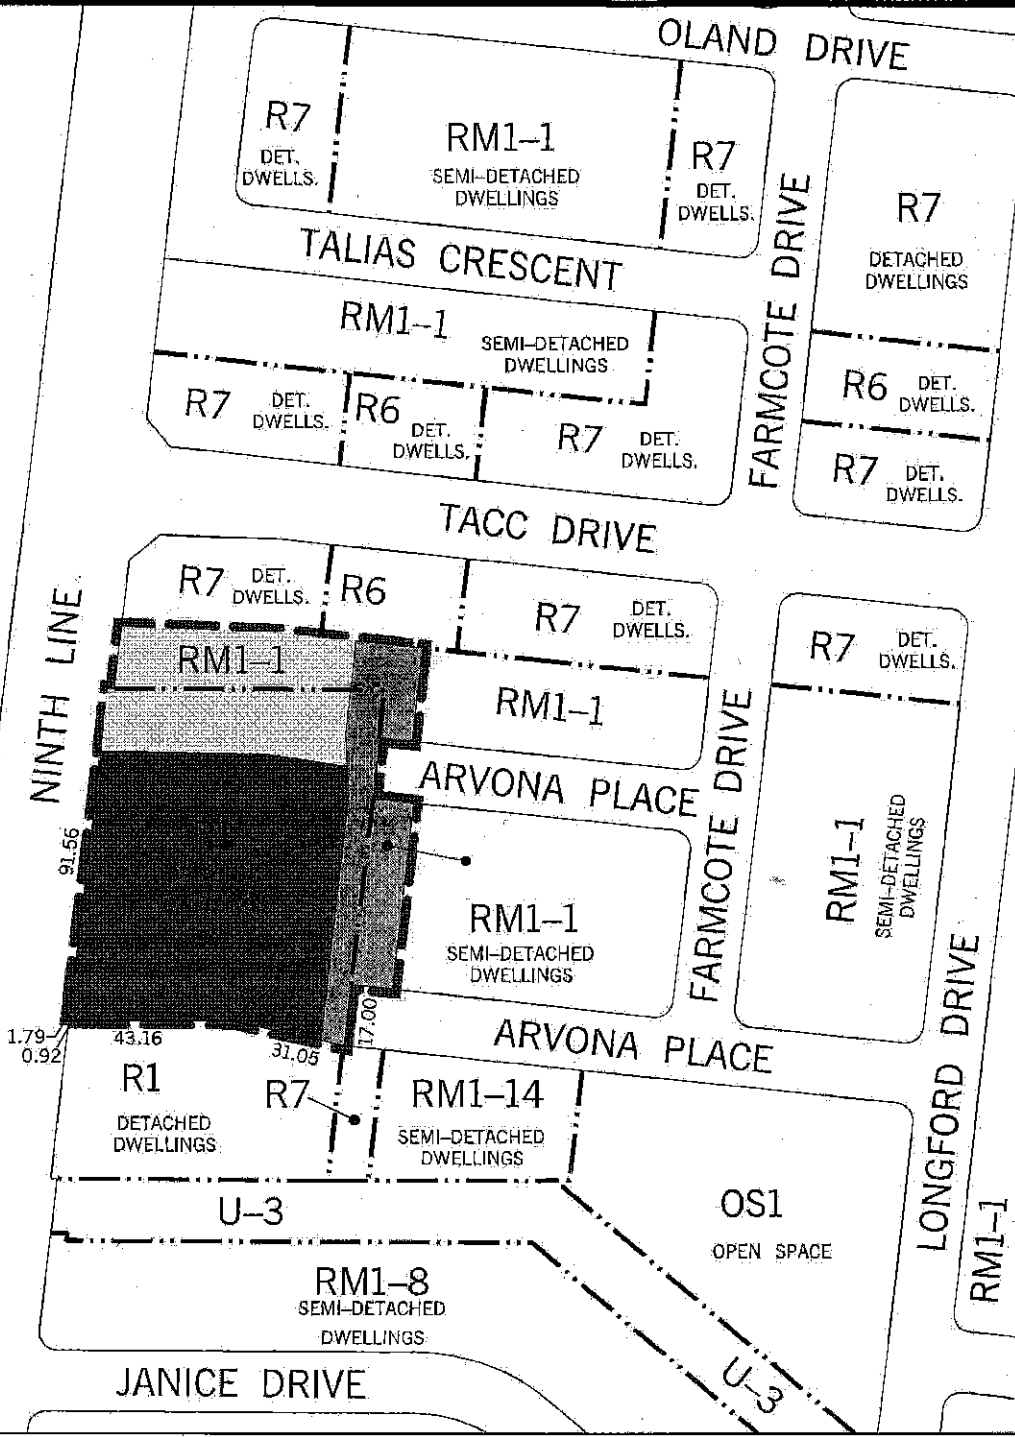 OLAND DRIVE
R7
DET.
DWELLS.
RM1–1
SEMI–DETACHED
DWELLINGS
R7
DET.
DWELLS.
FARMCOTE DRIVE
R7
DETACHED
DWELLINGS
TALIAS CRESCENT
RM1–1
SEMI–DETACHED
DWELLINGS
R7
DET.
DWELLS.
R6
DET.
DWELLS.
R7
DET.
DWELLS.
R6
DET.
DWELLS.
R7
DET.
DWELLS.
TACC DRIVE
NINTH LINE
R7
DET.
DWELLS.
R6
R7
DET.
DWELLS.
R7
DET.
DWELLS.
RM1–1
RM1–1
ARVONA PLACE
FARMCOTE DRIVE
RM1–1
SEMI–DETACHED
DWELLINGS
91.56
RM1–1
SEMI–DETACHED
DWELLINGS
17.00
1.79
0.92
43.16
31.05
ARVONA PLACE
LONGFORD DRIVE
R1
DETACHED
DWELLINGS
R7
RM1–14
SEMI–DETACHED
DWELLINGS
U–3
OS1
OPEN SPACE
RM1–1
RM1–8
SEMI–DETACHED
DWELLINGS
U–3
JANICE DRIVE